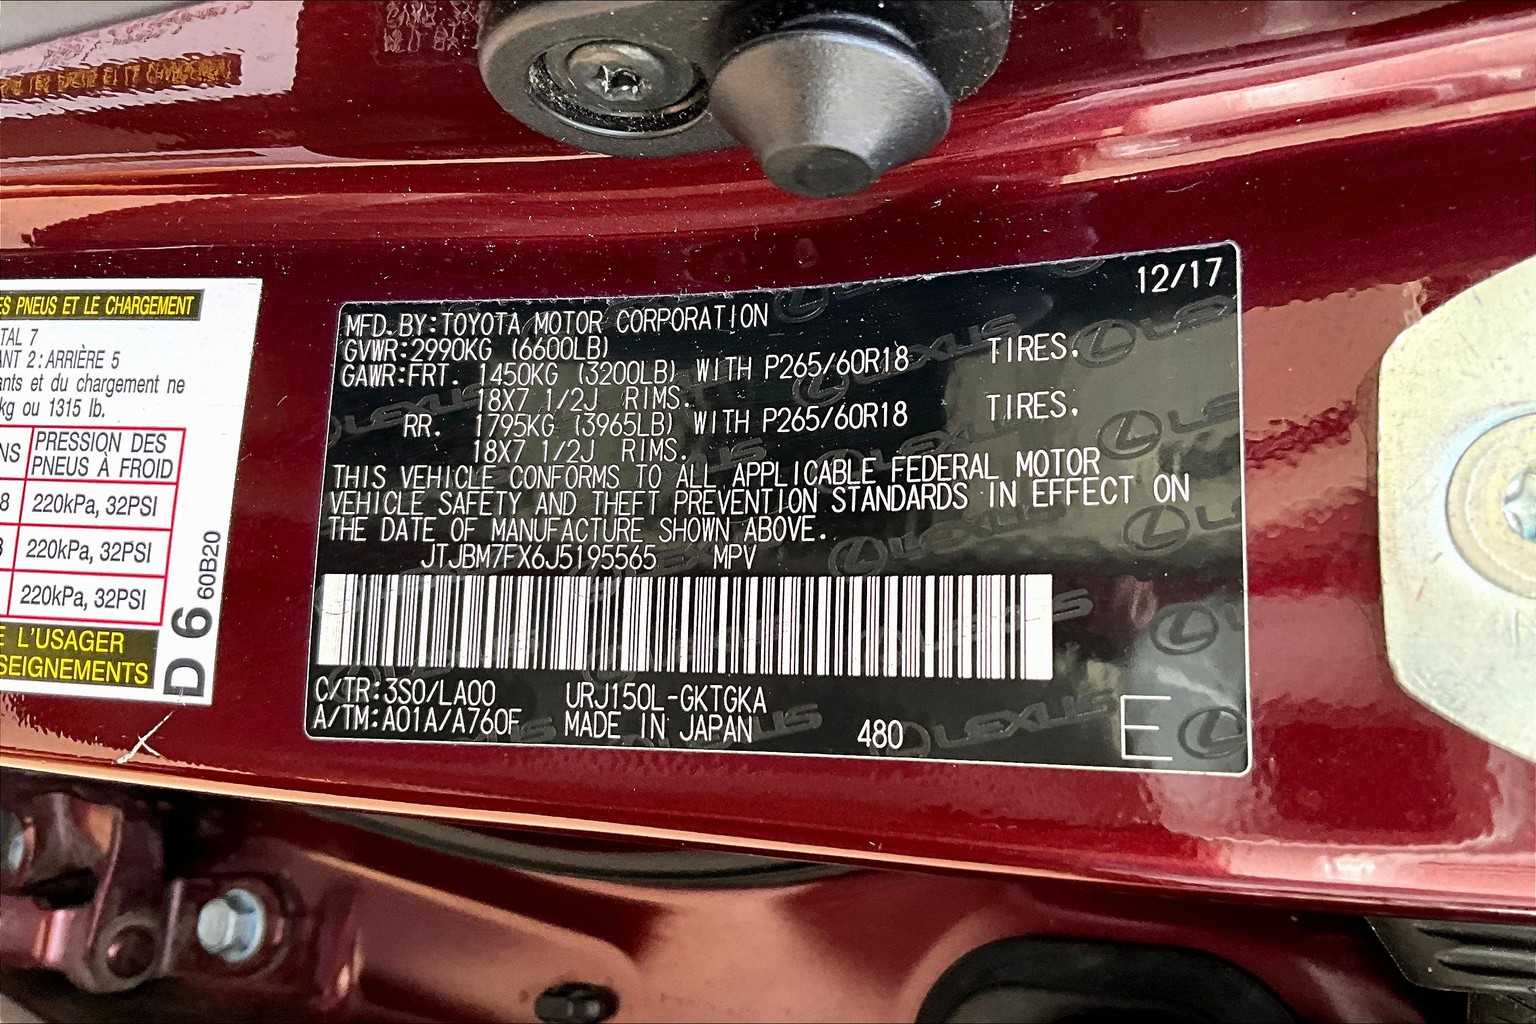 ES PNEUS ET LE CHARGEMENT
TAL 7
ANT 2: ARRIÈRE 5
ants et du chargement ne
kg ou 1315 lb.
NS PRESSION DES
PNEUS À FROID
8 220kPa, 32PSI
220kPa, 32PSI
220kPa, 32PSI
E L'USAGER
SEIGNEMENTS
D 6 60B20
12/17
MFD.BY:TOYOTA MOTOR CORPORATION
GVWR:2990KG (6600LB)
GAWR:FRT. 1450KG (3200LB) WITH P265/60R18 TIRES.
18X7 1/2J RIMS.
RR. 1795KG (3965LB) WITH P265/60R18 TIRES.
18X7 1/2J RIMS.
THIS VEHICLE CONFORMS TO ALL APPLICABLE FEDERAL MOTOR
VEHICLE SAFETY AND THEFT PREVENTION STANDARDS IN EFFECT ON
THE DATE OF MANUFACTURE SHOWN ABOVE.
JTJBM7FX6J5195565 MPV
C/TR:3S0/LA00 URJ150L-GKTGKA
A/TM:A01A/A760F MADE IN JAPAN 480 E
LEXUS